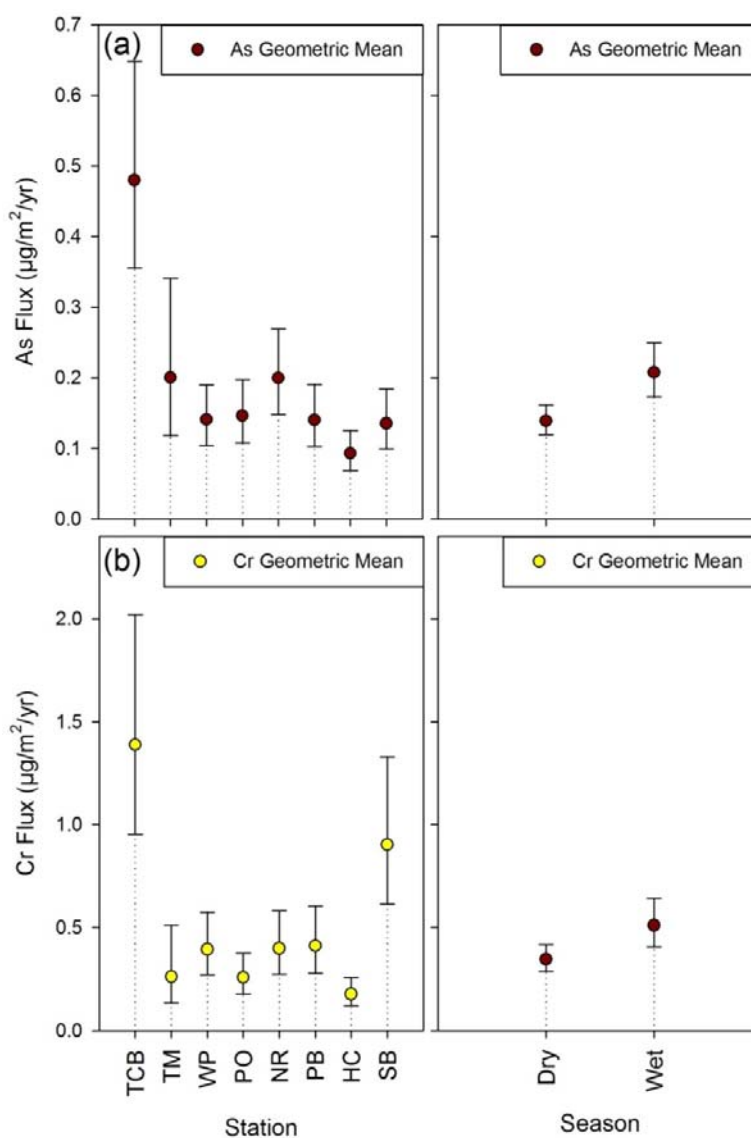 (a)
As Geometric Mean
As Geometric Mean
As Flux (µg/m²/yr)
0.7
0.6
0.5
0.4
0.3
0.2
0.1
0.0
(b)
Cr Geometric Mean
Cr Geometric Mean
Cr Flux (µg/m²/yr)
2.0
1.5
1.0
0.5
0.0
TCB
TM
WP
PO
NR
PB
HC
SB
Dry
Wet
Station
Season